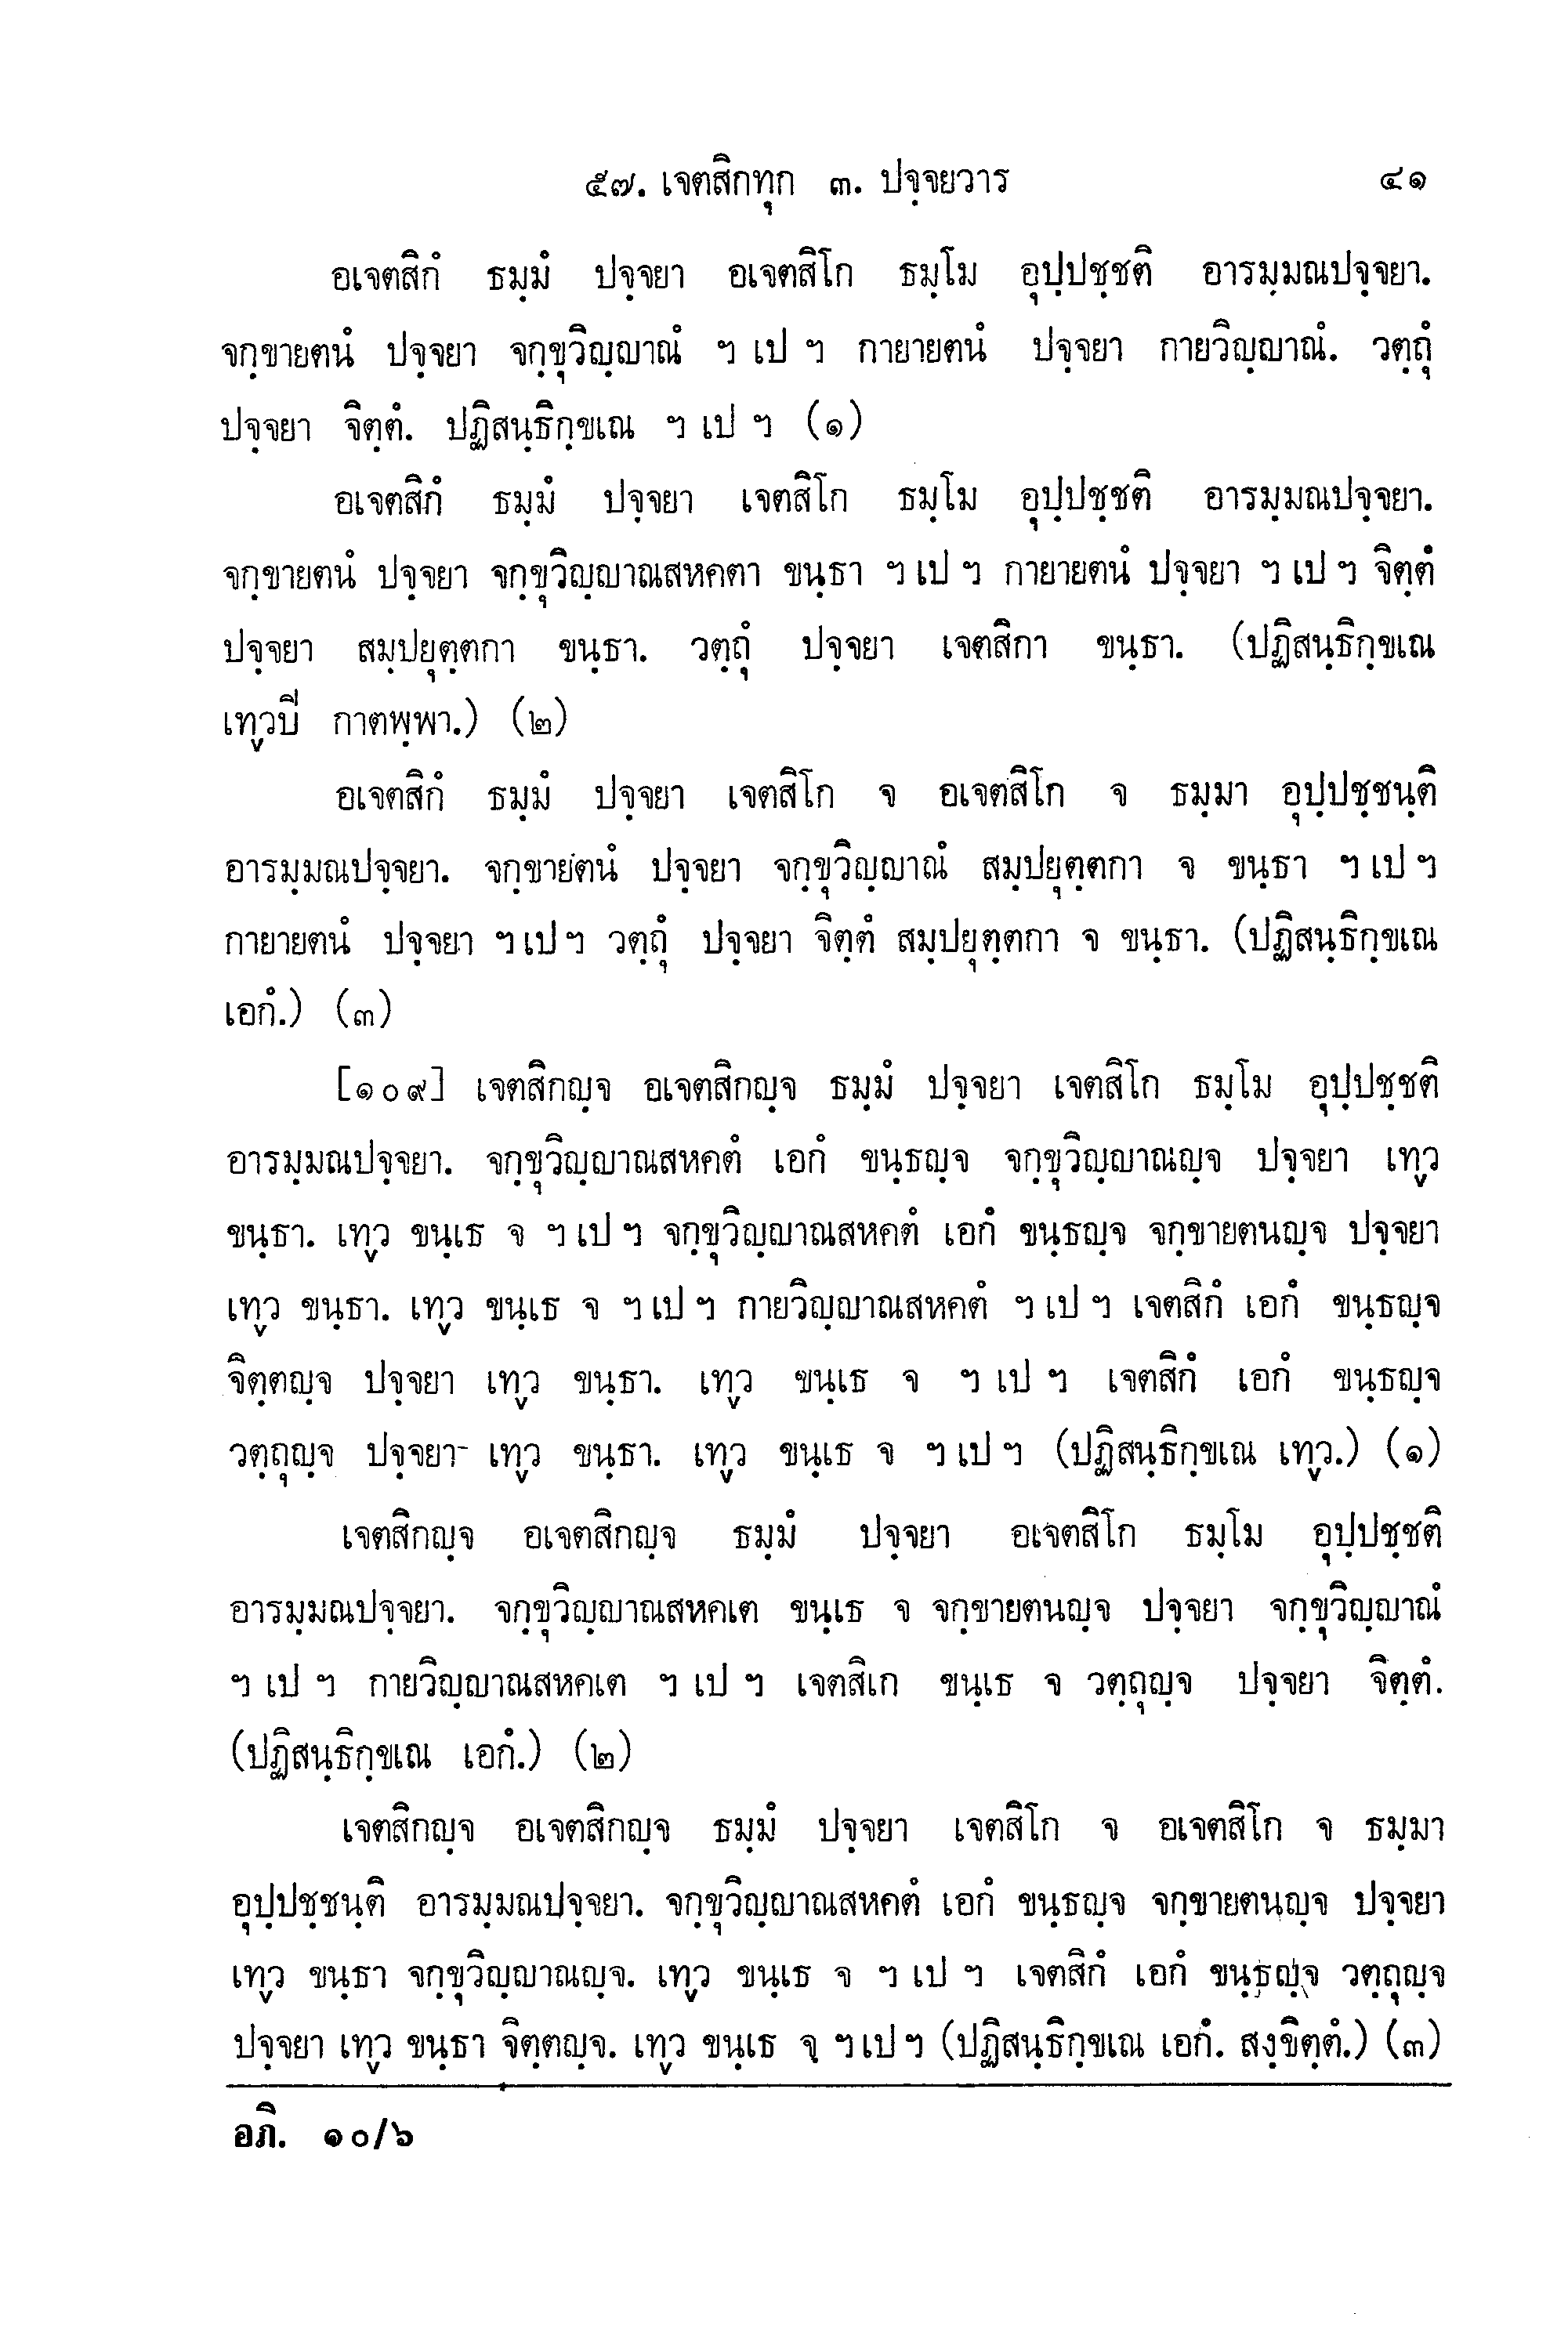 ๕๗. เจตสิกทุก ๓. ปจฺจยวาร ๔๑
อเจตสิกํ ธมฺมํ ปจฺจยา อเจตสิโก ธมฺโม อุปฺปชฺชติ อารมฺมณปจฺจยา.
จกฺขายตนํ ปจฺจยา จกฺขุวิญฺญาณํ ฯ เป ฯ กายายตนํ ปจฺจยา กายวิญฺญาณํ. วตฺถุํ
ปจฺจยา จิตฺตํ. ปฏิสนฺธิกฺขเณ ฯ เป ฯ (๑)
อเจตสิกํ ธมฺมํ ปจฺจยา เจตสิโก ธมฺโม อุปฺปชฺชติ อารมฺมณปจฺจยา.
จกฺขายตนํ ปจฺจยา จกฺขุวิญฺญาณสหคตา ขนฺธา ฯ เป ฯ กายายตนํ ปจฺจยา ฯ เป ฯ จิตฺตํ
ปจฺจยา สมฺปยุตฺตกา ขนฺธา. วตฺถุํ ปจฺจยา เจตสิกา ขนฺธา. (ปฏิสนฺธิกฺขเณ
เทฺวปี กาตพฺพา.) (๒)
อเจตสิกํ ธมฺมํ ปจฺจยา เจตสิโก จ อเจตสิโก จ ธมฺมา อุปฺปชฺชนฺติ
อารมฺมณปจฺจยา. จกฺขายตนํ ปจฺจยา จกฺขุวิญฺญาณํ สมฺปยุตฺตกา จ ขนฺธา ฯ เป ฯ
กายายตนํ ปจฺจยา ฯ เป ฯ วตฺถุํ ปจฺจยา จิตฺตํ สมฺปยุตฺตกา จ ขนฺธา. (ปฏิสนฺธิกฺขเณ
เอกํ.) (๓)
[๑๐๙] เจตสิกญฺจ อเจตสิกญฺจ ธมฺมํ ปจฺจยา เจตสิโก ธมฺโม อุปฺปชฺชติ
อารมฺมณปจฺจยา. จกฺขุวิญฺญาณสหคตํ เอกํ ขนฺธญฺจ จกฺขุวิญฺญาณญฺจ ปจฺจยา เทฺว
ขนฺธา. เทฺว ขนฺเธ จ ฯ เป ฯ จกฺขุวิญฺญาณสหคตํ เอกํ ขนฺธญฺจ จกฺขายตนญฺจ ปจฺจยา
เทฺว ขนฺธา. เทฺว ขนฺเธ จ ฯ เป ฯ กายวิญฺญาณสหคตํ ฯ เป ฯ เจตสิกํ เอกํ ขนฺธญฺจ
จิตฺตญฺจ ปจฺจยา เทฺว ขนฺธา. เทฺว ขนฺเธ จ ฯ เป ฯ เจตสิกํ เอกํ ขนฺธญฺจ
วตฺถุญฺจ ปจฺจยา เทฺว ขนฺธา. เทฺว ขนฺเธ จ ฯ เป ฯ (ปฏิสนฺธิกฺขเณ เทฺว.) (๑)
เจตสิกญฺจ อเจตสิกญฺจ ธมฺมํ ปจฺจยา อเจตสิโก ธมฺโม อุปฺปชฺชติ
อารมฺมณปจฺจยา. จกฺขุวิญฺญาณสหคเต ขนฺเธ จ จกฺขายตนญฺจ ปจฺจยา จกฺขุวิญฺญาณํ
ฯ เป ฯ กายวิญฺญาณสหคเต ฯ เป ฯ เจตสิเก ขนฺเธ จ วตฺถุญฺจ ปจฺจยา จิตฺตํ.
(ปฏิสนฺธิกฺขเณ เอกํ.) (๒)
เจตสิกญฺจ อเจตสิกญฺจ ธมฺมํ ปจฺจยา เจตสิโก จ อเจตสิโก จ ธมฺมา
อุปฺปชฺชนฺติ อารมฺมณปจฺจยา. จกฺขุวิญฺญาณสหคตํ เอกํ ขนฺธญฺจ จกฺขายตนญฺจ ปจฺจยา
เทฺว ขนฺธา จกฺขุวิญฺญาณญฺจ. เทฺว ขนฺเธ จ ฯ เป ฯ เจตสิกํ เอกํ ขนฺธญฺจ วตฺถุญฺจ
ปจฺจยา เทฺว ขนฺธา จิตฺตญฺจ. เทฺว ขนฺเธ จ ฯ เป ฯ (ปฏิสนฺธิกฺขเณ เอกํ. สงฺขิตฺตํ.) (๓)
อภิ. ๑๐/๖